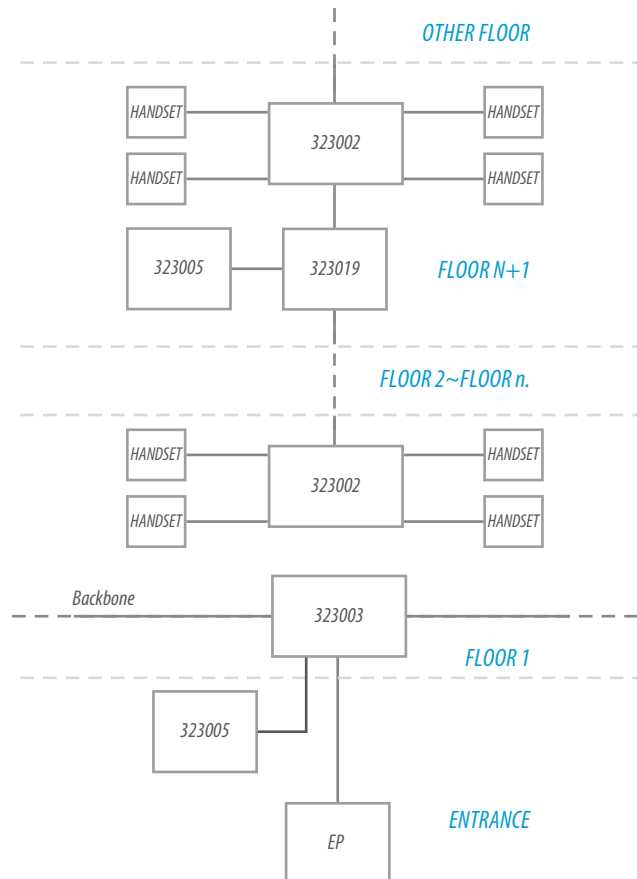 OTHER FLOOR
HANDSET
HANDSET
323002
HANDSET
HANDSET
323005
323019
FLOOR N+1
FLOOR 2~FLOOR n.
HANDSET
HANDSET
323002
HANDSET
HANDSET
Backbone
323003
FLOOR 1
323005
ENTRANCE
EP